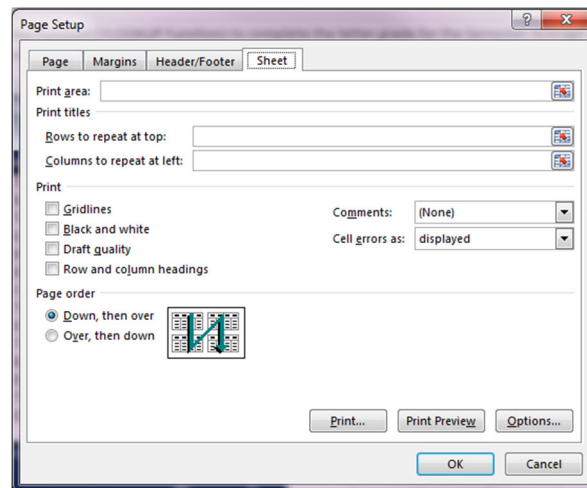 Page Setup
Page Margins Header/Footer Sheet
Print area:
Print titles
Rows to repeat at top:
Columns to repeat at left:
Print
Gridlines
Black and white
Draft quality
Row and column headings
Comments: (None)
Cell errors as: displayed
Page order
Down, then over
Over, then down
Print... Print Preview Options...
OK Cancel